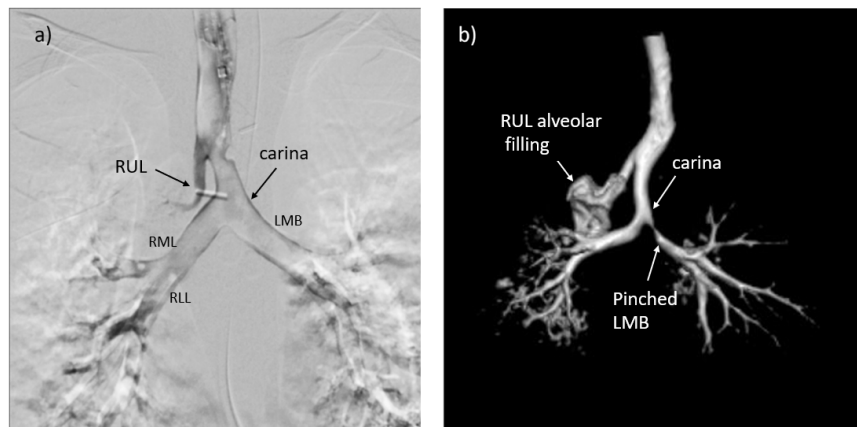 a)
RUL
carina
LMB
RML
RLL
b)
RUL alveolar
filling
carina
Pinched
LMB